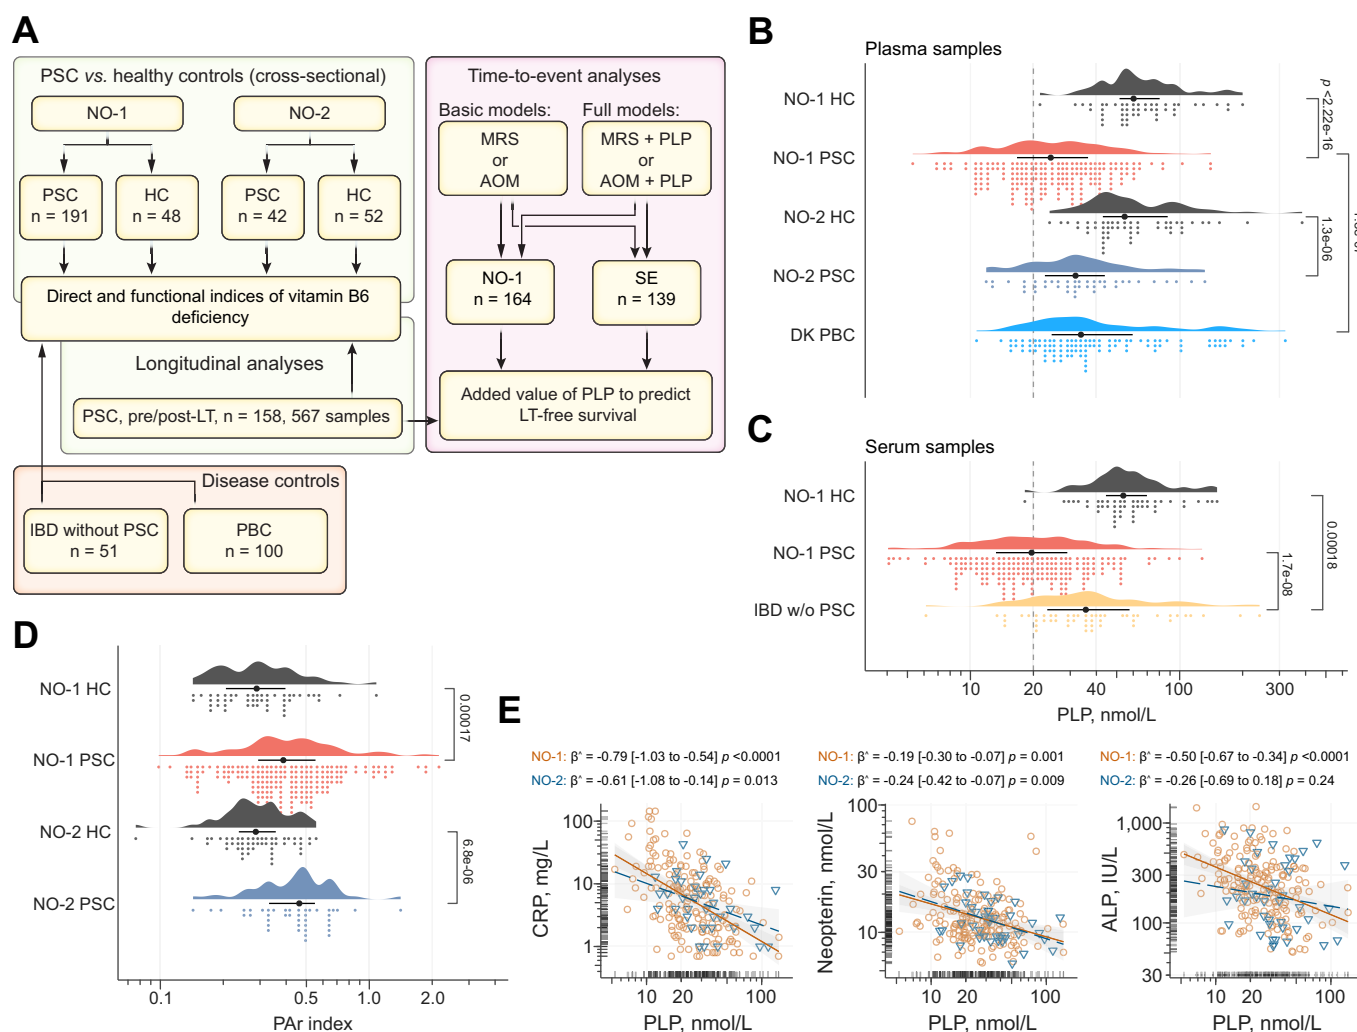 A
PSC vs. healthy controls (cross-sectional)
NO-1
NO-2
PSC
n = 191
HC
n = 48
PSC
n = 42
HC
n = 52
Direct and functional indices of vitamin B6
deficiency
Longitudinal analyses
PSC, pre/post-LT, n = 158, 567 samples
Disease controls
IBD without PSC
n = 51
PBC
n = 100
Time-to-event analyses
Basic models:
Full models:
MRS
or
AOM
MRS + PLP
or
AOM + PLP
NO-1
n = 164
SE
n = 139
Added value of PLP to predict
LT-free survival
B
Plasma samples
NO-1 HC
NO-1 PSC
NO-2 HC
NO-2 PSC
DK PBC
p <2.22e-16
1.3e-06
C
Serum samples
NO-1 HC
NO-1 PSC
IBD w/o PSC
1.7e-08
0.00018
10
20
40
100
300
PLP, nmol/L
D
NO-1 HC
NO-1 PSC
NO-2 HC
NO-2 PSC
0.00017
6.8e-06
0.1
0.5
1.0
2.0
PAr index
E
NO-1: β^ = -0.79 [-1.03 to -0.54] p <0.0001
NO-2: β^ = -0.61 [-1.08 to -0.14] p = 0.013
CRP, mg/L
100
10
1
10
20
100
PLP, nmol/L
NO-1: β^ = -0.19 [-0.30 to -0.07] p = 0.001
NO-2: β^ = -0.24 [-0.42 to -0.07] p = 0.009
Neopterin, nmol/L
100
30
10
10
20
100
PLP, nmol/L
NO-1: β^ = -0.50 [-0.67 to -0.34] p <0.0001
NO-2: β^ = -0.26 [-0.69 to 0.18] p = 0.24
ALP, IU/L
1,000
300
100
30
10
20
100
PLP, nmol/L